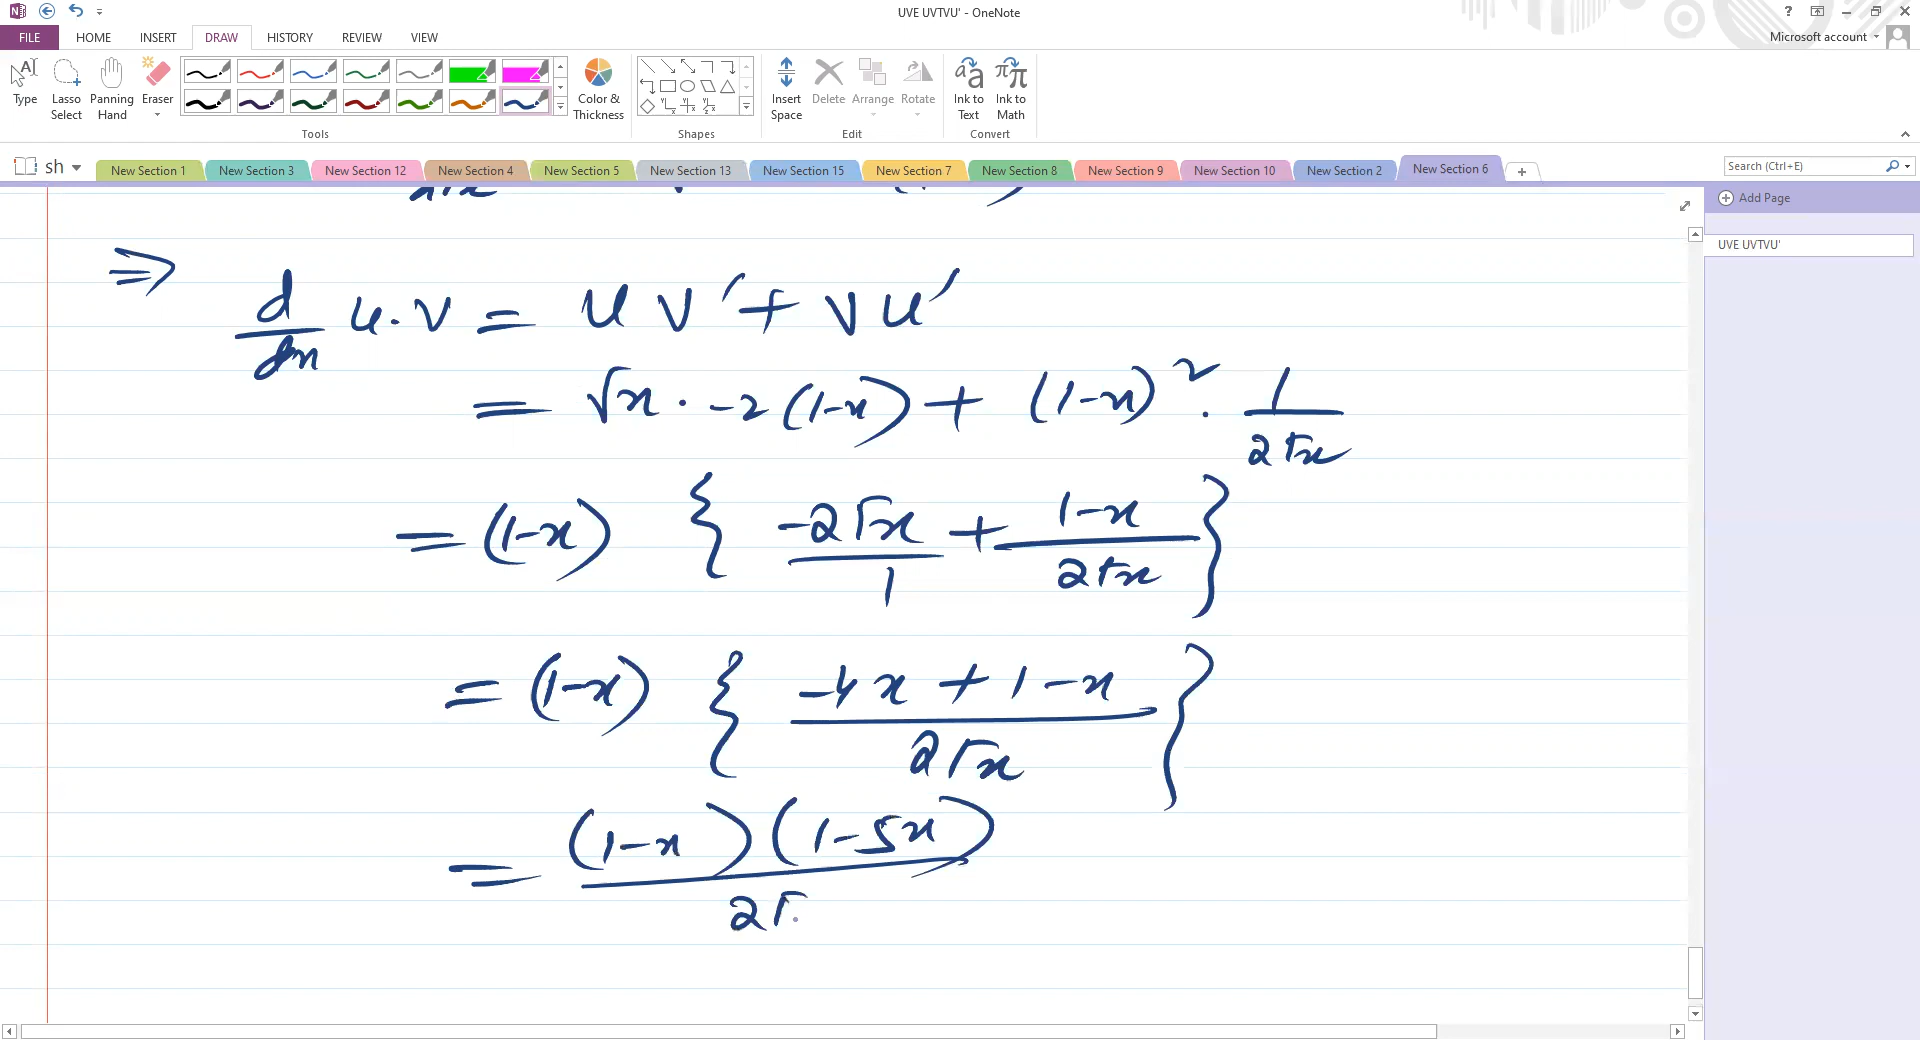 UVE UVTVU' - OneNote
?
FILE HOME INSERT DRAW HISTORY REVIEW VIEW
Microsoft account
Type Lasso Select Panning Hand Eraser Color & Thickness Insert Space Delete Arrange Rotate Ink to Text Ink to Math
Tools Shapes Edit Convert
sh New Section 1 New Section 3 New Section 12 New Section 4 New Section 5 New Section 13 New Section 15 New Section 7 New Section 8 New Section 9 New Section 10 New Section 2 New Section 6
Search (Ctrl+E)
Add Page
UVE UVTVU'
⇒ d/dx u.v = u v' + v u'
= √x . -2 (1-x) + (1-x)² . 1/2√x
= (1-x) { -2√x/1 + 1-x/2√x }
= (1-x) { -4x + 1 - x / 2√x }
= (1-x) (1-5x) / 2√